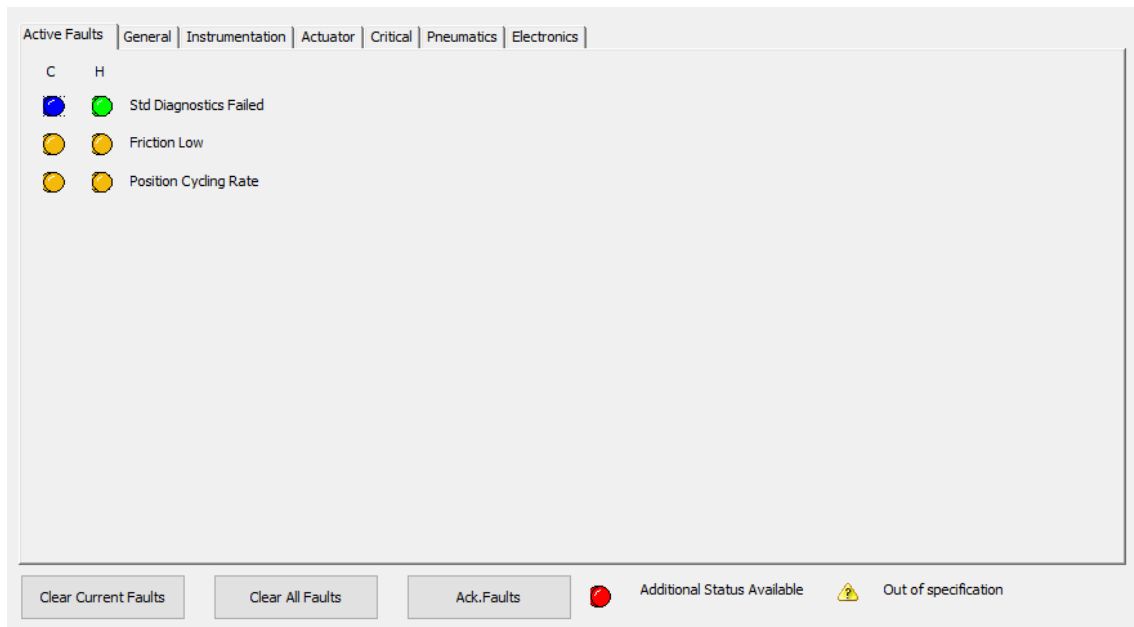 Active Faults General Instrumentation Actuator Critical Pneumatics Electronics
C H
Std Diagnostics Failed
Friction Low
Position Cycling Rate
Clear Current Faults Clear All Faults Ack.Faults Additional Status Available Out of specification